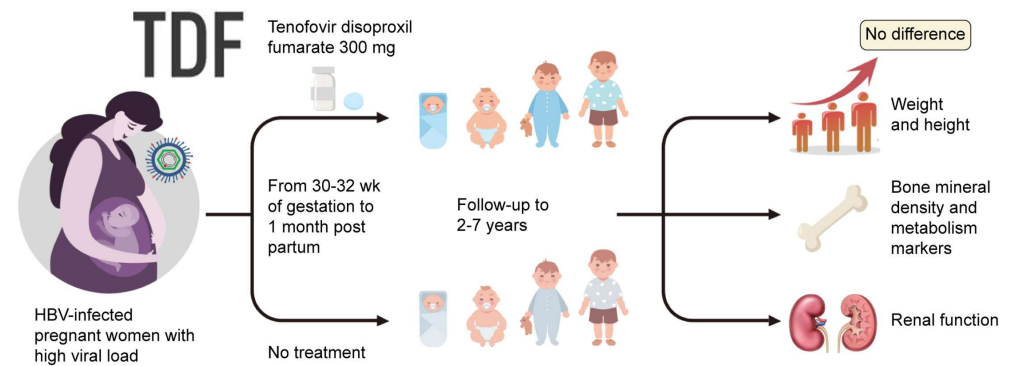 TDF
Tenofovir disoproxil
fumarate 300 mg
HBV-infected
pregnant women with
high viral load
From 30-32 wk
of gestation to
1 month post
partum
No treatment
Follow-up to
2-7 years
No difference
Weight
and height
Bone mineral
density and
metabolism
markers
Renal function